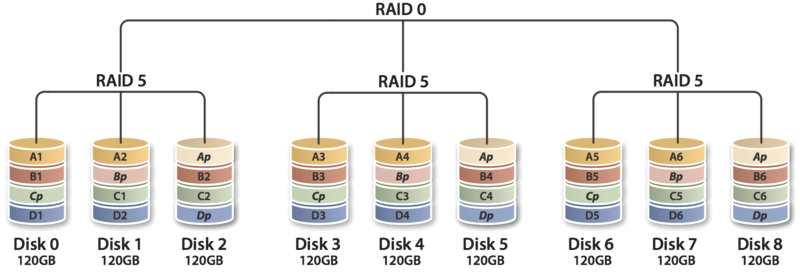 RAID 0
RAID 5 RAID 5 RAID 5
A1 A2 Ap A3 A4 Ap A5 A6 Ap
B1 Bp B2 B3 Bp B4 B5 Bp B6
Cp C1 C2 Cp C3 C4 Cp C5 C6
D1 D2 Dp D3 D4 Dp D5 D6 Dp
Disk 0 Disk 1 Disk 2 Disk 3 Disk 4 Disk 5 Disk 6 Disk 7 Disk 8
120GB 120GB 120GB 120GB 120GB 120GB 120GB 120GB 120GB